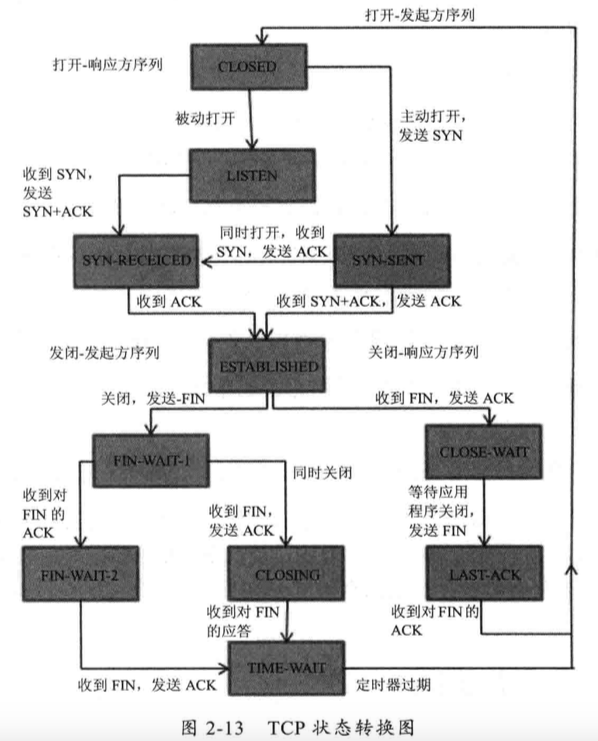 打开-发起方序列
打开-响应方序列
CLOSED
被动打开
主动打开，
发送 SYN
收到 SYN，
发送
SYN+ACK
LISTEN
同时打开，收到
SYN，发送 ACK
SYN-RECEICED
SYN-SENT
收到 ACK
收到 SYN+ACK，发送 ACK
发闭-发起方序列
关闭-响应方序列
ESTABLISHED
关闭，发送-FIN
收到 FIN，发送 ACK
FIN-WAIT-1
CLOSE-WAIT
同时关闭
收到对
FIN 的
ACK
收到 FIN，
发送 ACK
等待应用
程序关闭，
发送 FIN
FIN-WAIT-2
CLOSING
LAST-ACK
收到对 FIN
的应答
收到对 FIN 的
ACK
TIME-WAIT
收到 FIN，发送 ACK
定时器过期
图 2-13 TCP 状态转换图